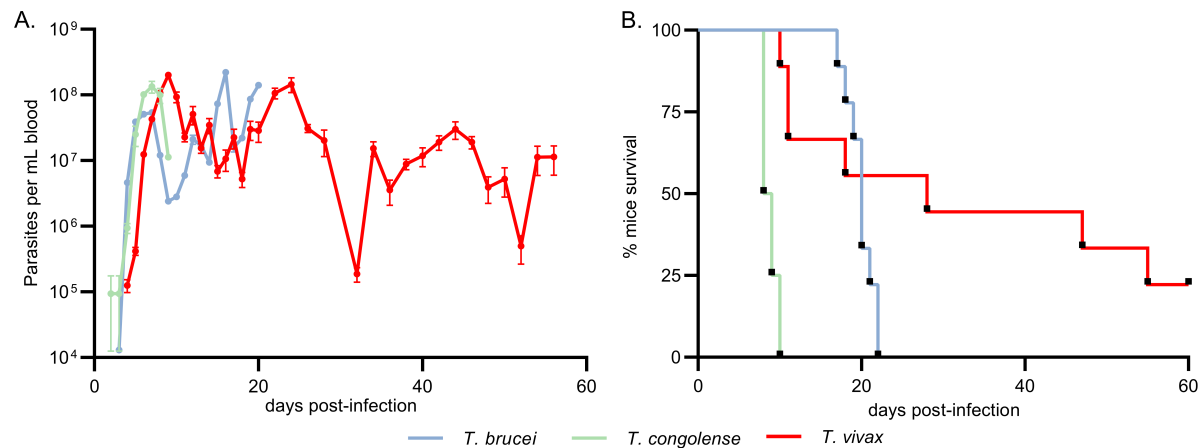 A.
10⁹
10⁸
10⁷
10⁶
10⁵
10⁴
Parasites per mL blood
0 20 40 60
days post-infection
B.
100
75
50
25
0
% mice survival
0 20 40 60
days post-infection
T. brucei T. congolense T. vivax